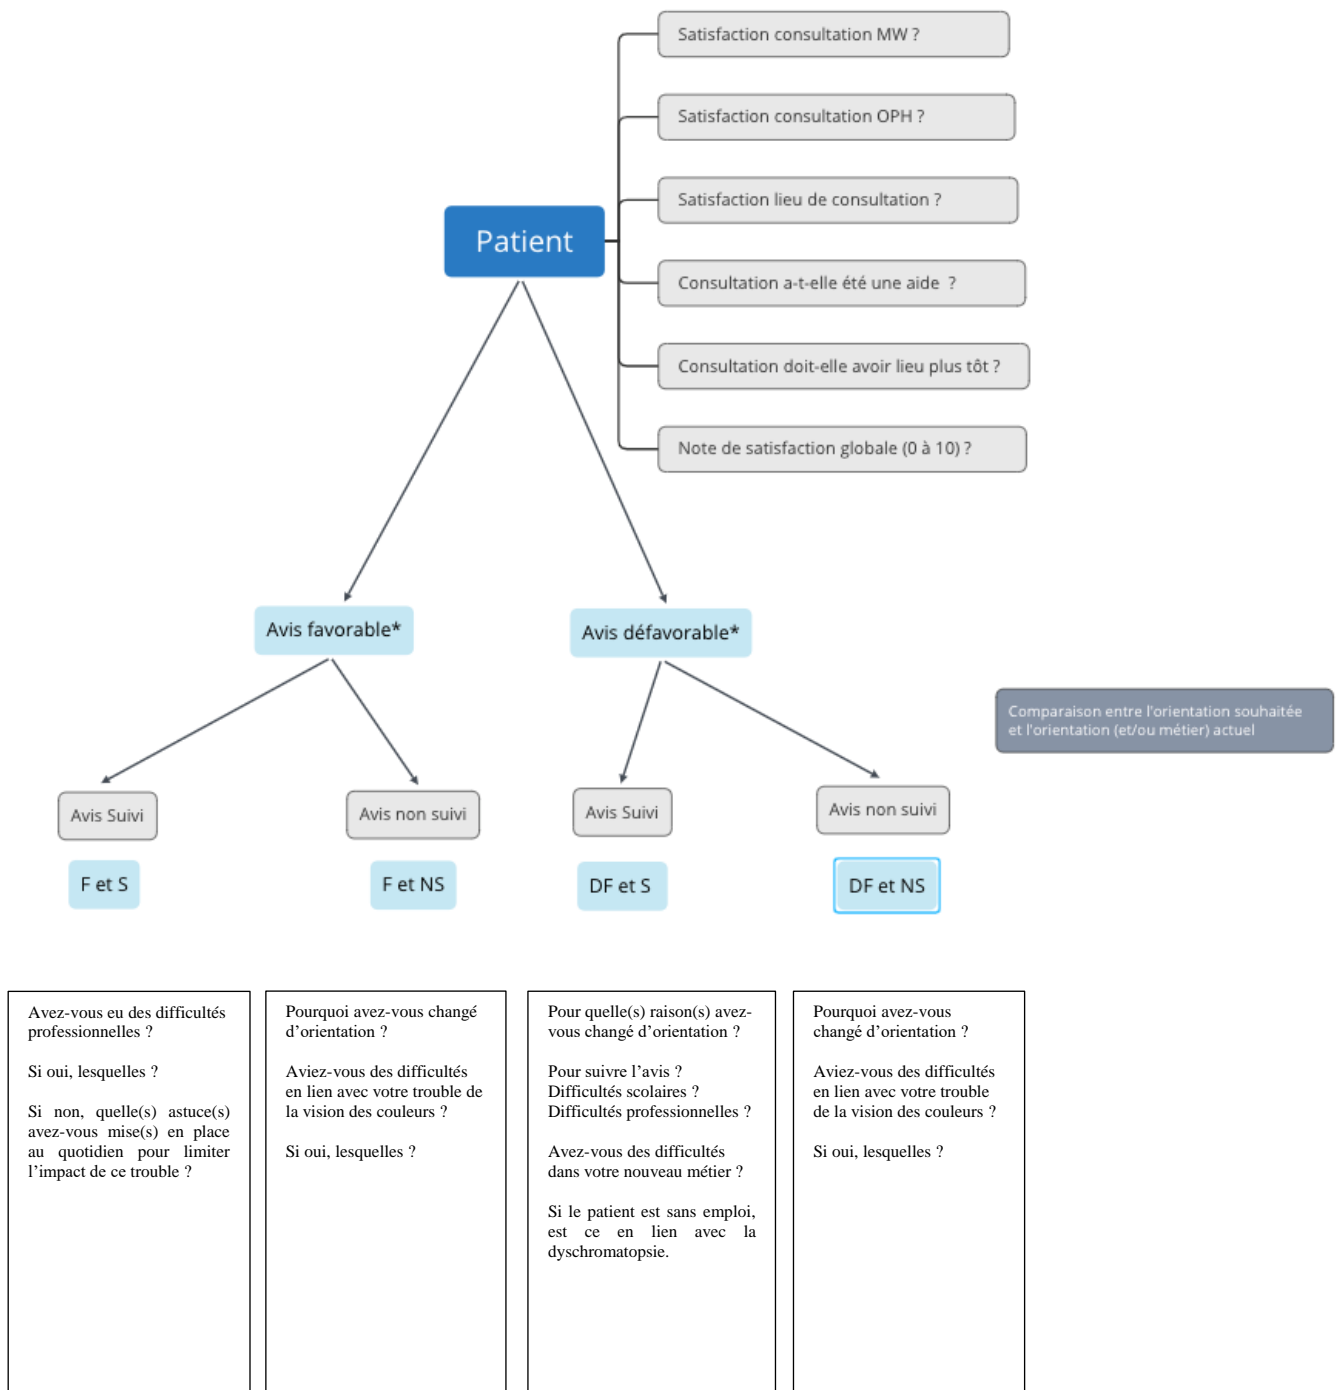 Satisfaction consultation MW ?
Satisfaction consultation OPH ?
Satisfaction lieu de consultation ?
Patient
Consultation a-t-elle été une aide ?
Consultation doit-elle avoir lieu plus tôt ?
Note de satisfaction globale (0 à 10) ?
Avis favorable*
Avis défavorable*
Comparaison entre l'orientation souhaitée
et l'orientation (et/ou métier) actuel
Avis Suivi
Avis non suivi
Avis Suivi
Avis non suivi
F et S
F et NS
DF et S
DF et NS
Avez-vous eu des difficultés
professionnelles ?
Si oui, lesquelles ?
Si non, quelle(s) astuce(s)
avez-vous mise(s) en place
au quotidien pour limiter
l’impact de ce trouble ?
Pourquoi avez-vous changé
d’orientation ?
Aviez-vous des difficultés
en lien avec votre trouble de
la vision des couleurs ?
Si oui, lesquelles ?
Pour quelle(s) raison(s) avez-
vous changé d’orientation ?
Pour suivre l’avis ?
Difficultés scolaires ?
Difficultés professionnelles ?
Avez-vous des difficultés
dans votre nouveau métier ?
Si le patient est sans emploi,
est ce en lien avec la
dyschromatopsie.
Pourquoi avez-vous
changé d’orientation ?
Aviez-vous des difficultés
en lien avec votre trouble
de la vision des couleurs ?
Si oui, lesquelles ?